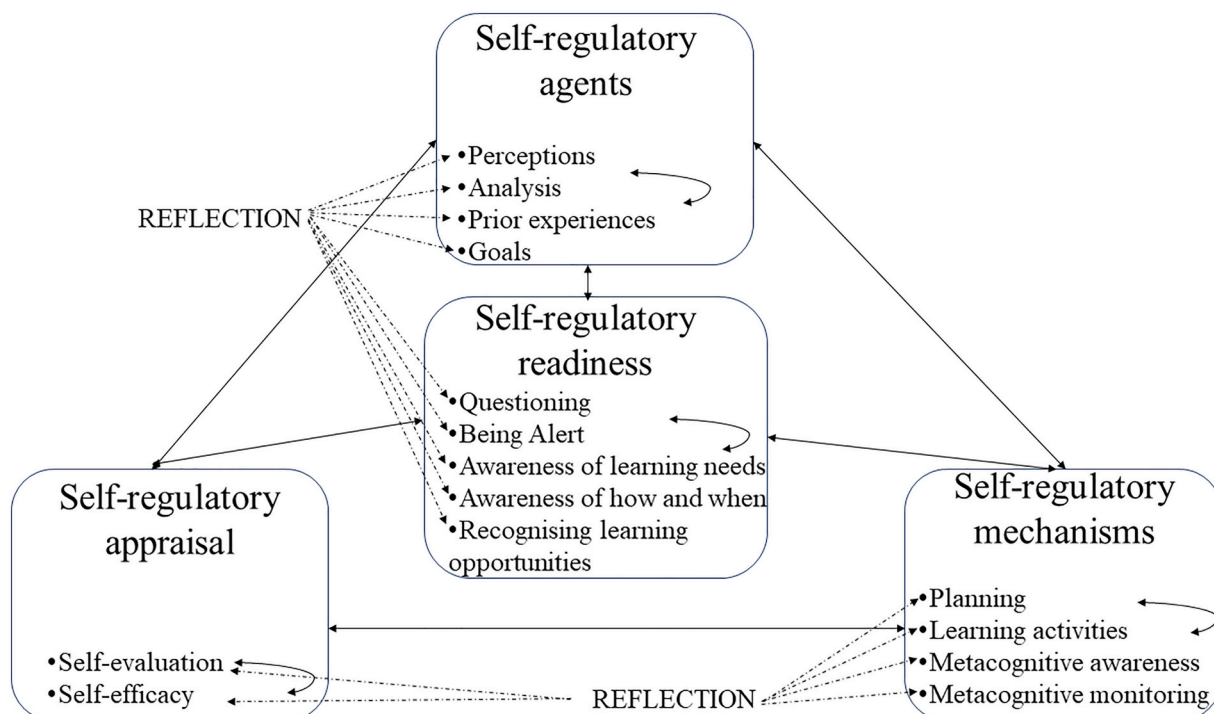 Self-regulatory
agents
•Perceptions
•Analysis
REFLECTION
•Prior experiences
•Goals
Self-regulatory
readiness
•Questioning
•Being Alert
•Awareness of learning needs
•Awareness of how and when
•Recognising learning
opportunities
Self-regulatory
appraisal
•Self-evaluation
•Self-efficacy
Self-regulatory
mechanisms
•Planning
•Learning activities
•Metacognitive awareness
•Metacognitive monitoring
REFLECTION